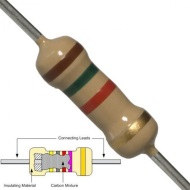 Connecting Leads
Insulating Material
Carbon Mixture